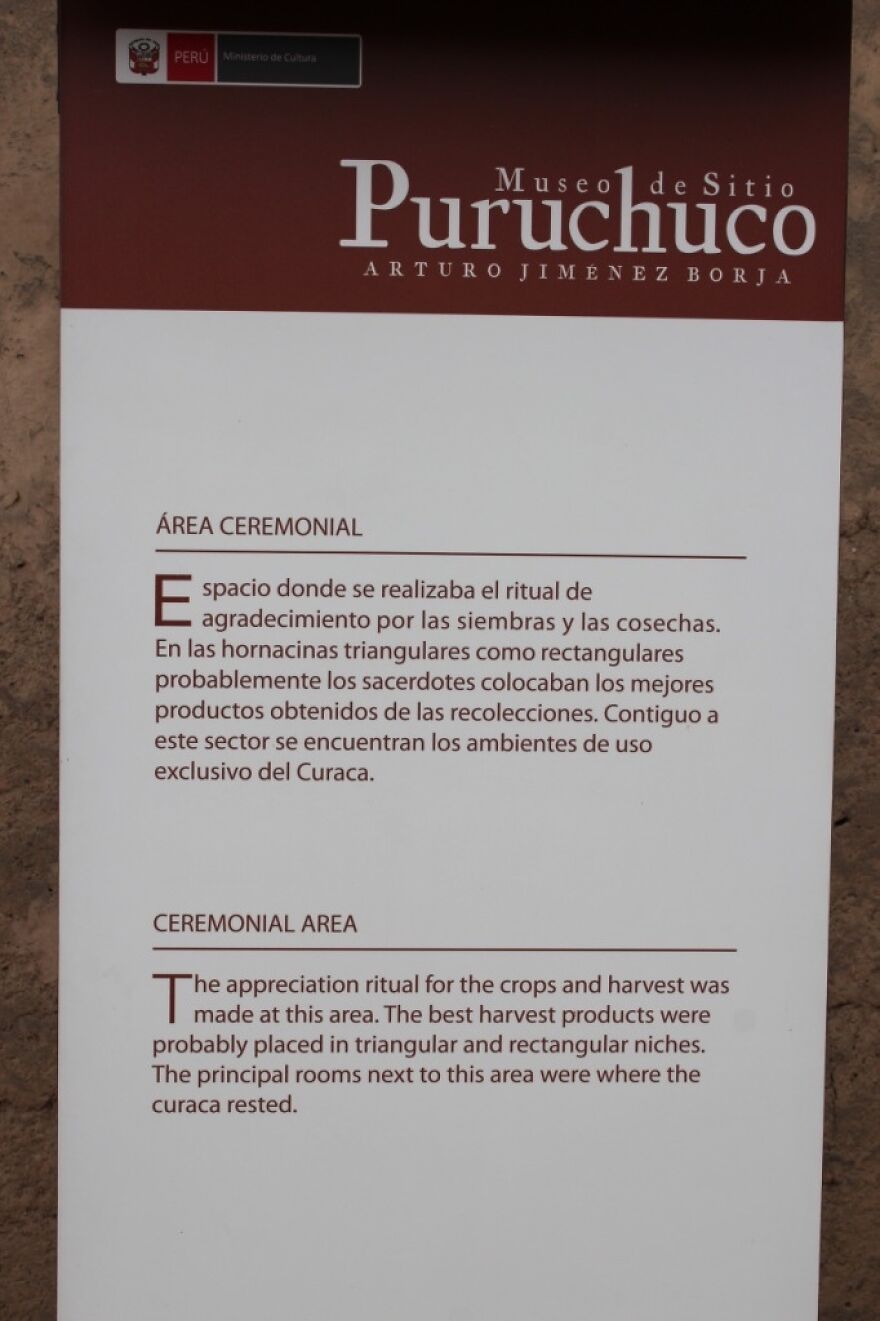 PERÚ Ministerio de Cultura
Museo de Sitio
Puruchuco
ARTURO JIMÉNEZ BORJA
ÁREA CEREMONIAL
Espacio donde se realizaba el ritual de
agradecimiento por las siembras y las cosechas.
En las hornacinas triangulares como rectangulares
probablemente los sacerdotes colocaban los mejores
productos obtenidos de las recolecciones. Contiguo a
este sector se encuentran los ambientes de uso
exclusivo del Curaca.
CEREMONIAL AREA
The appreciation ritual for the crops and harvest was
made at this area. The best harvest products were
probably placed in triangular and rectangular niches.
The principal rooms next to this area were where the
curaca rested.